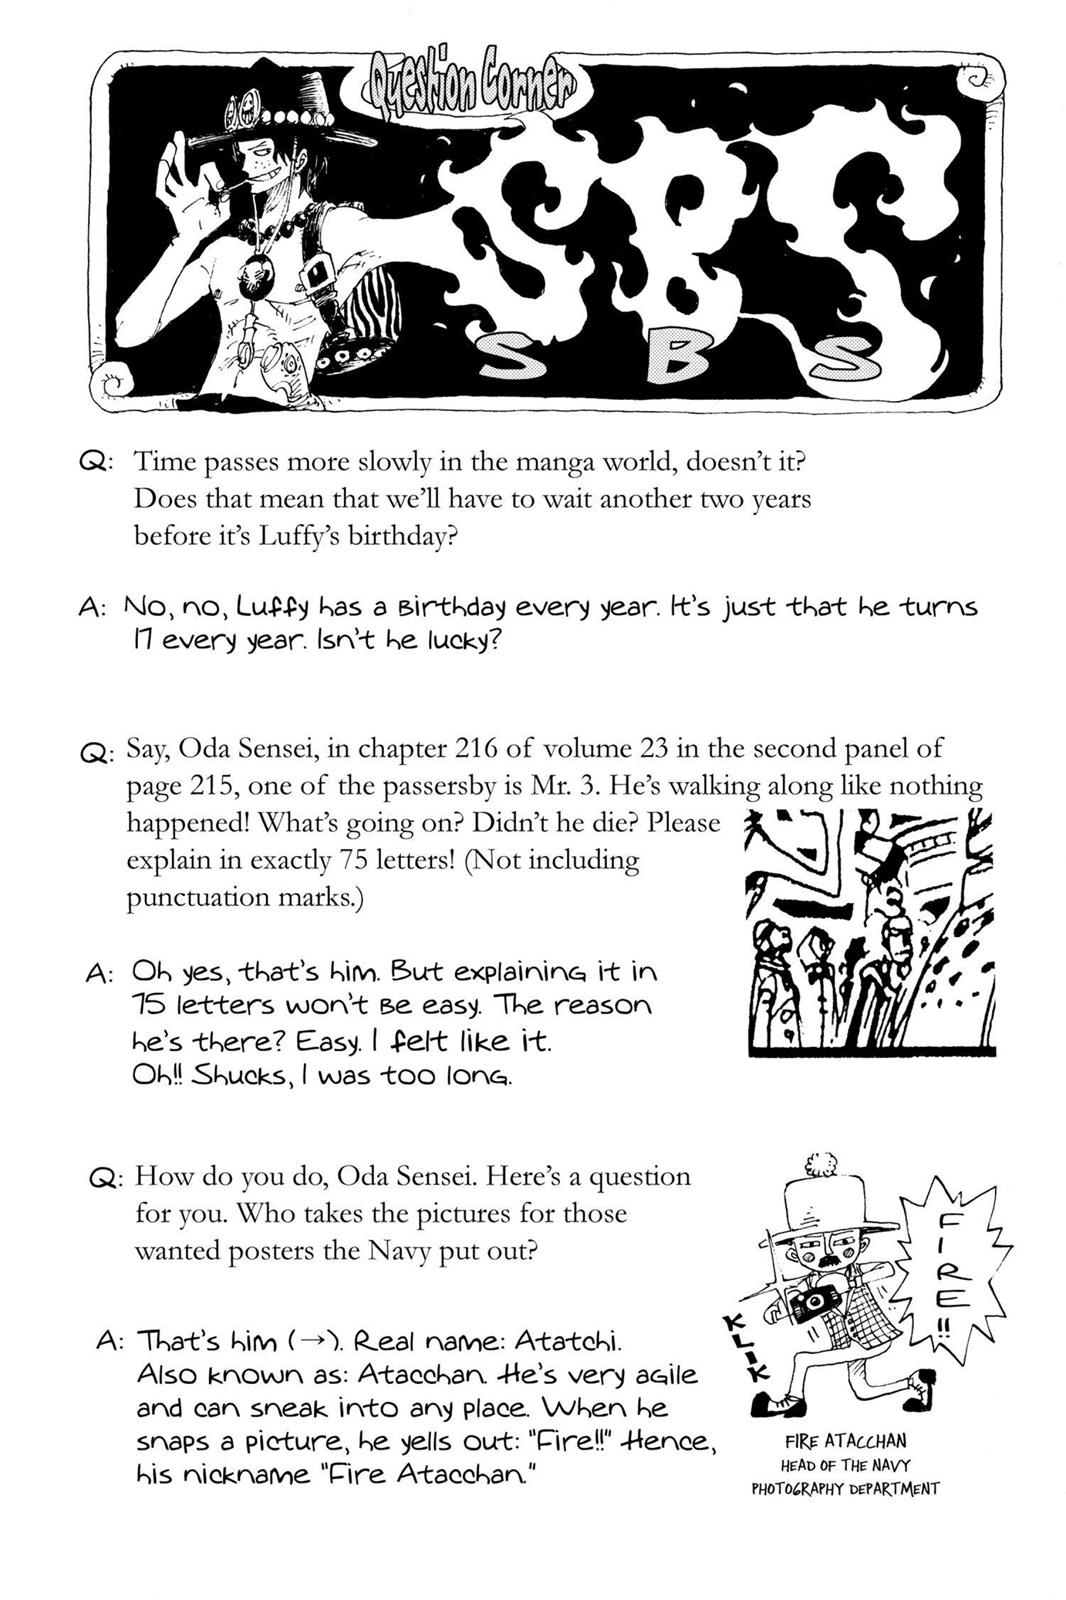 Question Corner
SBS
SBS
Q: Time passes more slowly in the manga world, doesn't it?
Does that mean that we'll have to wait another two years
before it's Luffy's birthday?
A: No, no, Luffy has a birthday every year. It's just that he turns
17 every year. Isn't he lucky?
Q: Say, Oda Sensei, in chapter 216 of volume 23 in the second panel of
page 215, one of the passersby is Mr. 3. He's walking along like nothing
happened! What's going on? Didn't he die? Please
explain in exactly 75 letters! (Not including
punctuation marks.)
A: Oh yes, that's him. But explaining it in
75 letters won't be easy. The reason
he's there? Easy. I felt like it.
Oh!! Shucks, I was too long.
Q: How do you do, Oda Sensei. Here's a question
for you. Who takes the pictures for those
wanted posters the Navy put out?
A: That's him (→). Real name: Atatchi.
Also known as: Atacchan. He's very agile
and can sneak into any place. When he
snaps a picture, he yells out: "Fire!!" Hence,
his nickname "Fire Atacchan."
FIRE!!
KLIK
FIRE ATACCHAN
HEAD OF THE NAVY
PHOTOGRAPHY DEPARTMENT